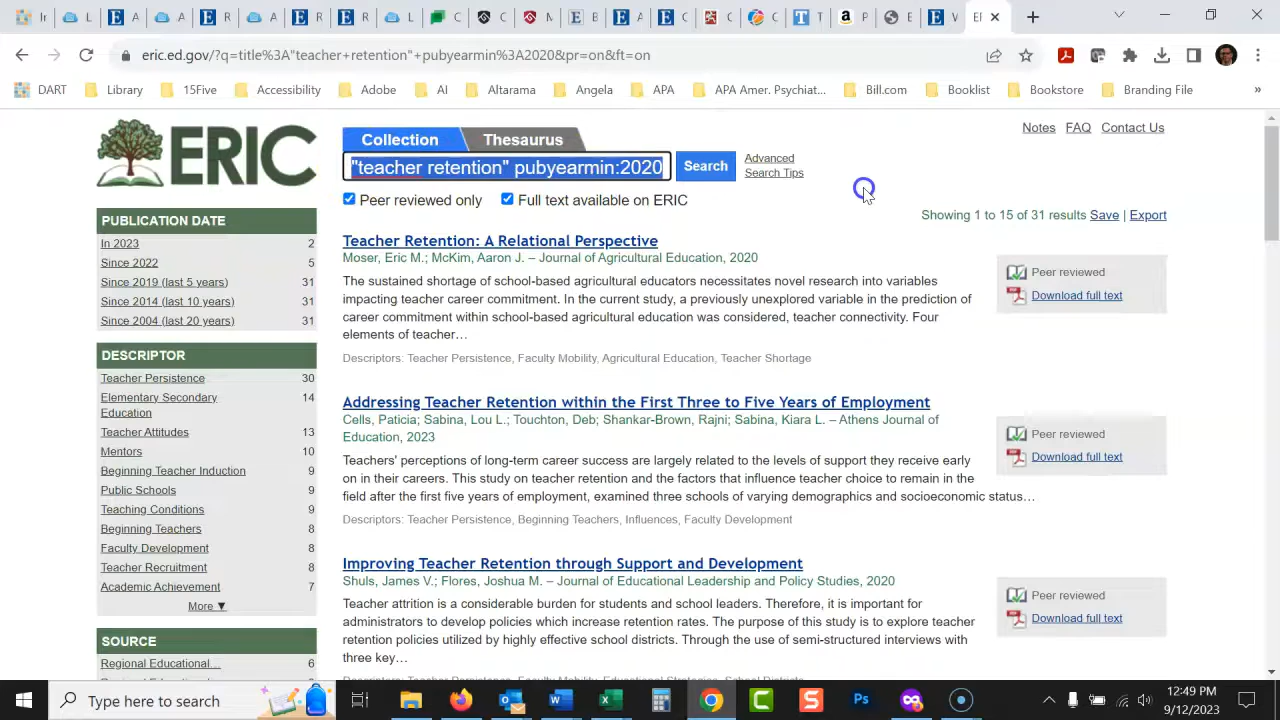 eric.ed.gov/?q=title%3A"teacher+retention"+pubyearmin%3A2020&pr=on&ft=on
DART
Library
15Five
Accessibility
Adobe
AI
Altarama
Angela
APA
APA Amer. Psychiat...
Bill.com
Booklist
Bookstore
Branding File
»
ERIC
Collection
Thesaurus
Notes
FAQ
Contact Us
"teacher retention" pubyearmin:2020
Search
Advanced
Search Tips
Peer reviewed only
Full text available on ERIC
Showing 1 to 15 of 31 results Save | Export
PUBLICATION DATE
In 2023 2
Since 2022 5
Since 2019 (last 5 years) 31
Since 2014 (last 10 years) 31
Since 2004 (last 20 years) 31
DESCRIPTOR
Teacher Persistence 30
Elementary Secondary 14
Education
Teacher Attitudes 13
Mentors 10
Beginning Teacher Induction 9
Public Schools 9
Teaching Conditions 9
Beginning Teachers 8
Faculty Development 8
Teacher Recruitment 8
Academic Achievement 7
More ▼
SOURCE
Regional Educational... 6
Teacher Retention: A Relational Perspective
Moser, Eric M.; McKim, Aaron J. – Journal of Agricultural Education, 2020
The sustained shortage of school-based agricultural educators necessitates novel research into variables
impacting teacher career commitment. In the current study, a previously unexplored variable in the prediction of
career commitment within school-based agricultural education was considered, teacher connectivity. Four
elements of teacher…
Descriptors: Teacher Persistence, Faculty Mobility, Agricultural Education, Teacher Shortage
Peer reviewed
Download full text
Addressing Teacher Retention within the First Three to Five Years of Employment
Cells, Paticia; Sabina, Lou L.; Touchton, Deb; Shankar-Brown, Rajni; Sabina, Kiara L. – Athens Journal of
Education, 2023
Teachers' perceptions of long-term career success are largely related to the levels of support they receive early
on in their careers. This study on teacher retention and the factors that influence teacher choice to remain in the
field after the first five years of employment, examined three schools of varying demographics and socioeconomic status…
Descriptors: Teacher Persistence, Beginning Teachers, Influences, Faculty Development
Peer reviewed
Download full text
Improving Teacher Retention through Support and Development
Shuls, James V.; Flores, Joshua M. – Journal of Educational Leadership and Policy Studies, 2020
Teacher attrition is a considerable burden for students and school leaders. Therefore, it is important for
administrators to develop policies which increase retention rates. The purpose of this study is to explore teacher
retention policies utilized by highly effective school districts. Through the use of semi-structured interviews with
three key…
Peer reviewed
Download full text
Type here to search
12:49 PM
9/12/2023